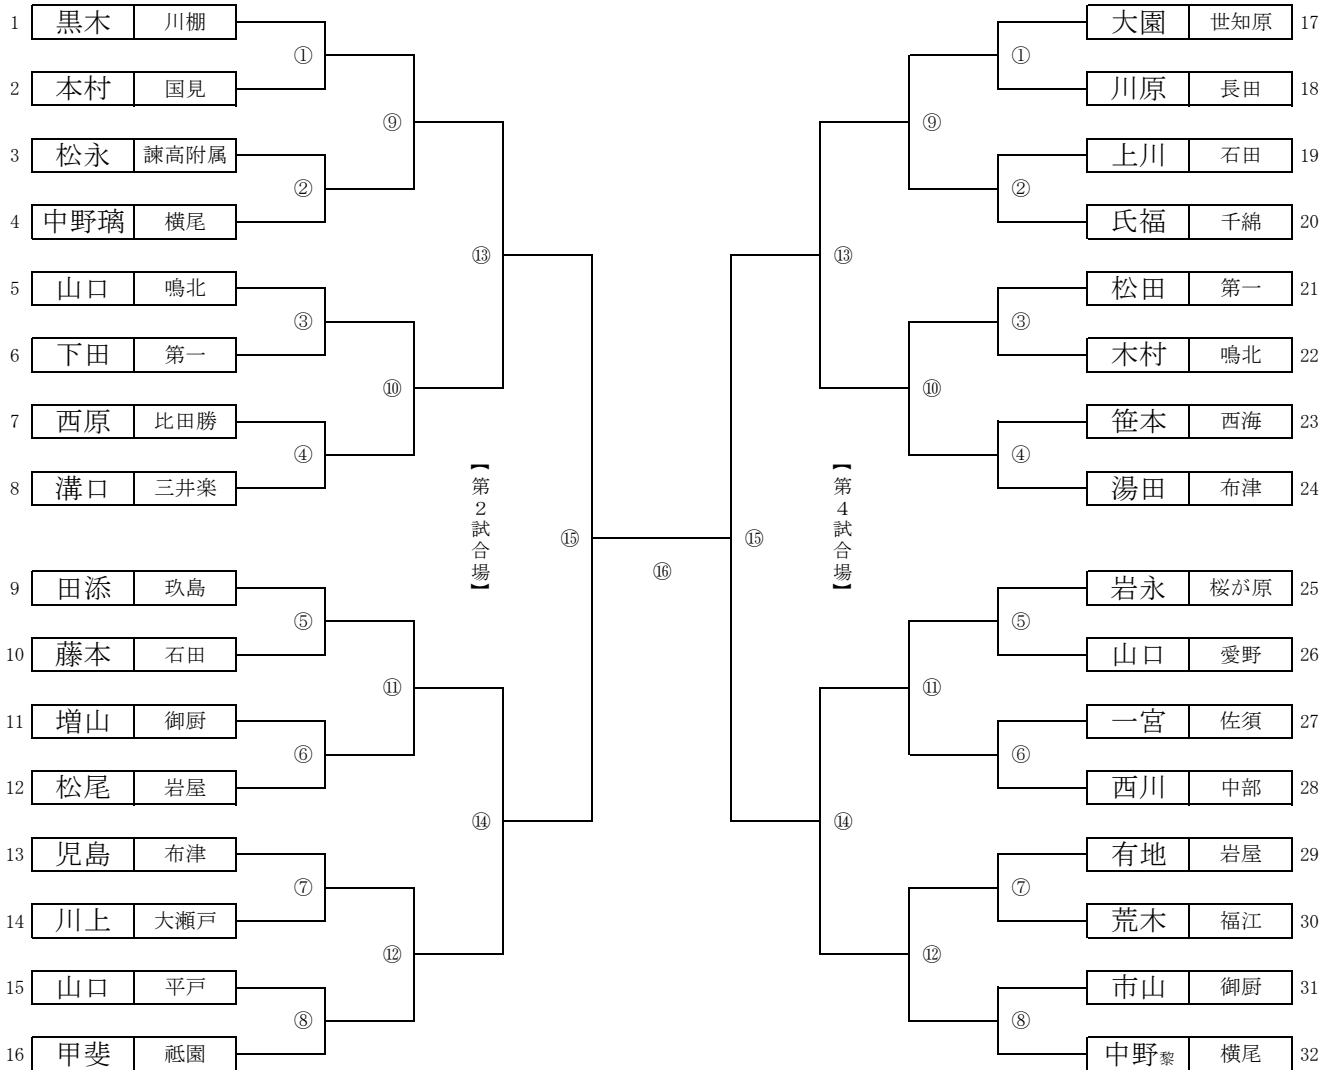 1 黒木 川棚
①
2 本村 国見
⑨
3 松永 諫高附属
②
4 中野璃 横尾
⑬
5 山口 鳴北
③
6 下田 第一
⑩
7 西原 比田勝
④
8 溝口 三井楽
【第2試合場】
⑮
9 田添 玖島
⑤
10 藤本 石田
⑪
11 増山 御厨
⑥
12 松尾 岩屋
⑭
13 児島 布津
⑦
14 川上 大瀬戸
⑫
15 山口 平戸
⑧
16 甲斐 祗園
⑯
大園 世知原 17
①
川原 長田 18
⑨
上川 石田 19
②
氏福 千綿 20
⑬
松田 第一 21
③
木村 鳴北 22
⑩
笹本 西海 23
④
湯田 布津 24
【第4試合場】
⑮
岩永 桜が原 25
⑤
山口 愛野 26
⑪
一宮 佐須 27
⑥
西川 中部 28
⑭
有地 岩屋 29
⑦
荒木 福江 30
⑫
市山 御厨 31
⑧
中野黎 横尾 32